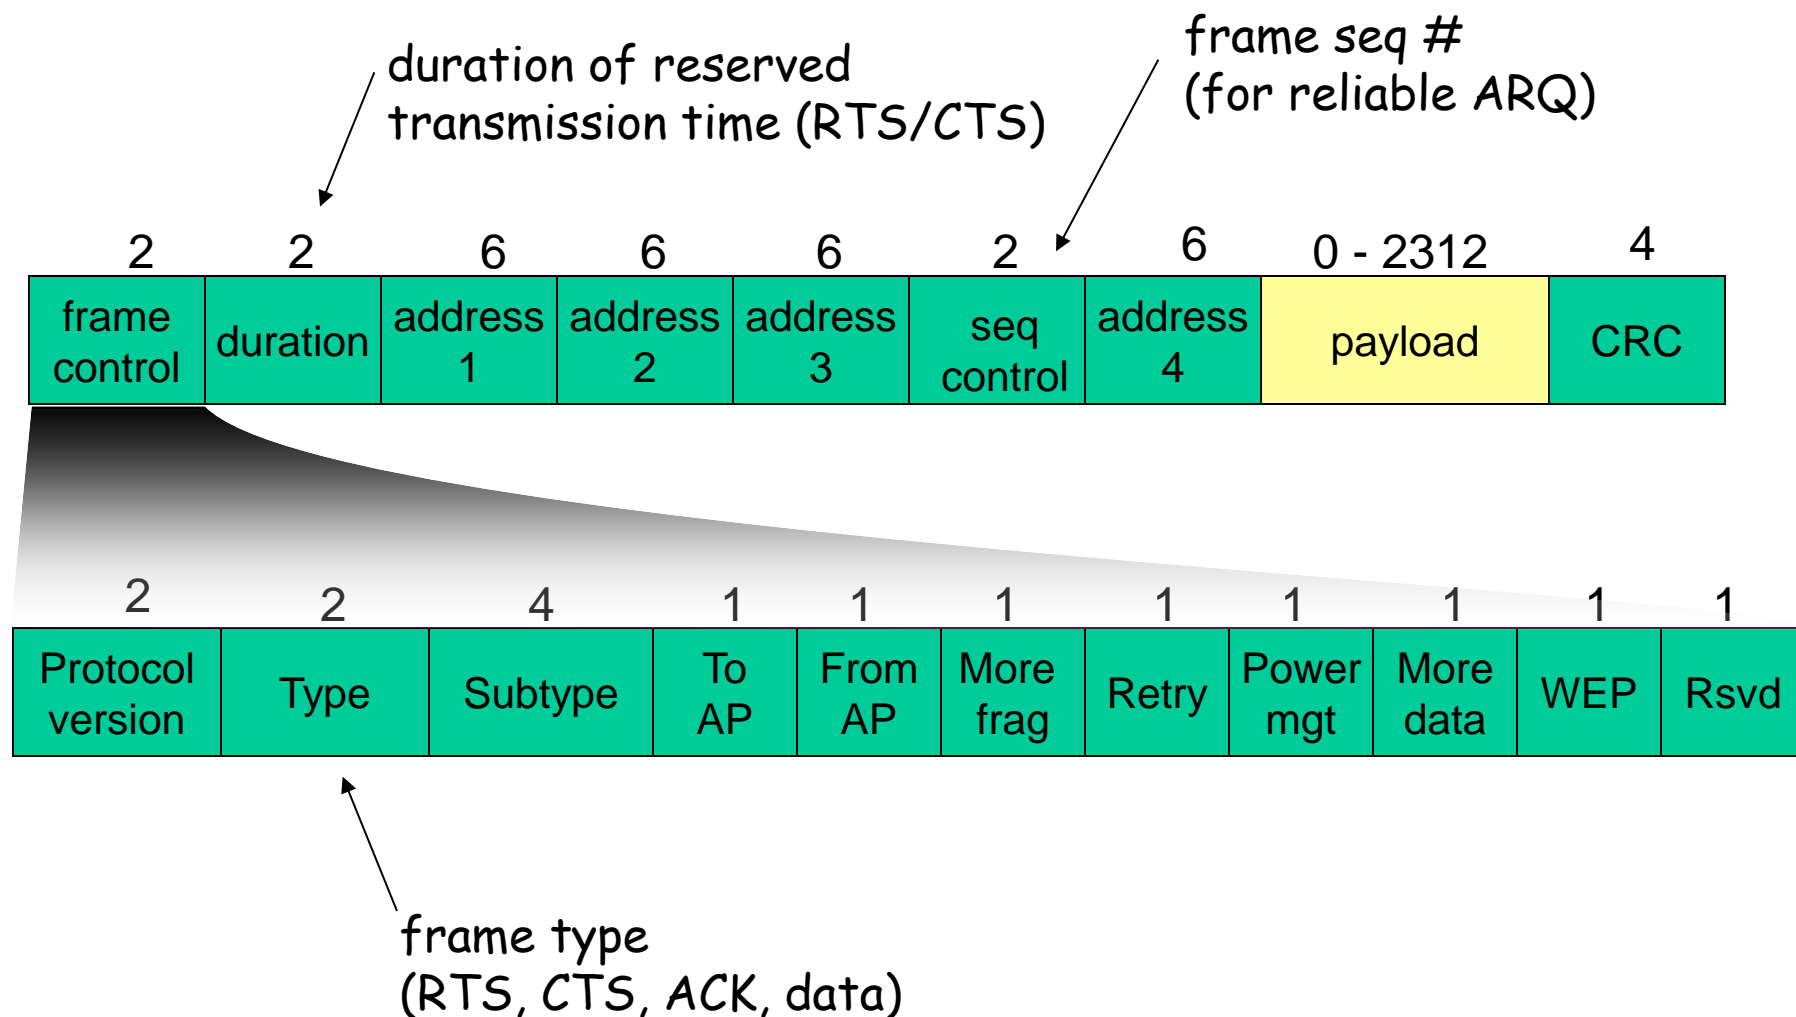 duration of reserved
transmission time (RTS/CTS)
frame seq #
(for reliable ARQ)
2 2 6 6 6 2 6 0 - 2312 4
frame control
duration
address 1
address 2
address 3
seq control
address 4
payload
CRC
2 2 4 1 1 1 1 1 1 1 1
Protocol version
Type
Subtype
To AP
From AP
More frag
Retry
Power mgt
More data
WEP
Rsvd
frame type
(RTS, CTS, ACK, data)